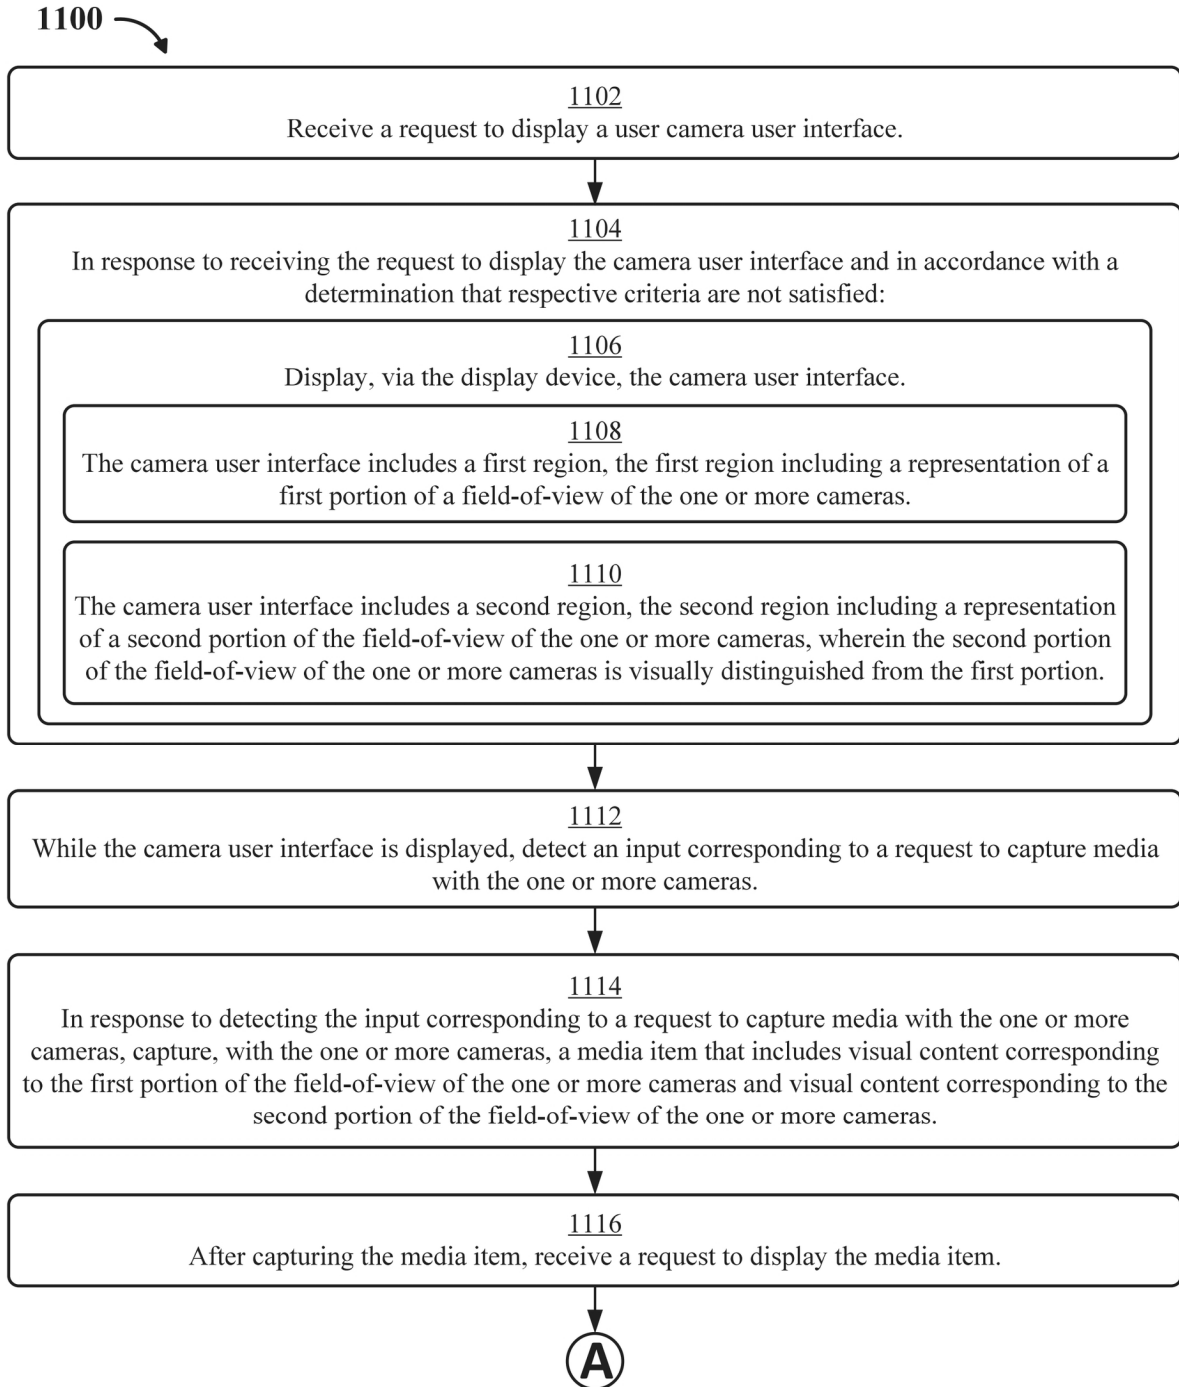 1100
1102
Receive a request to display a user camera user interface.
1104
In response to receiving the request to display the camera user interface and in accordance with a
determination that respective criteria are not satisfied:
1106
Display, via the display device, the camera user interface.
1108
The camera user interface includes a first region, the first region including a representation of a
first portion of a field-of-view of the one or more cameras.
1110
The camera user interface includes a second region, the second region including a representation
of a second portion of the field-of-view of the one or more cameras, wherein the second portion
of the field-of-view of the one or more cameras is visually distinguished from the first portion.
1112
While the camera user interface is displayed, detect an input corresponding to a request to capture media
with the one or more cameras.
1114
In response to detecting the input corresponding to a request to capture media with the one or more
cameras, capture, with the one or more cameras, a media item that includes visual content corresponding
to the first portion of the field-of-view of the one or more cameras and visual content corresponding to the
second portion of the field-of-view of the one or more cameras.
1116
After capturing the media item, receive a request to display the media item.
A